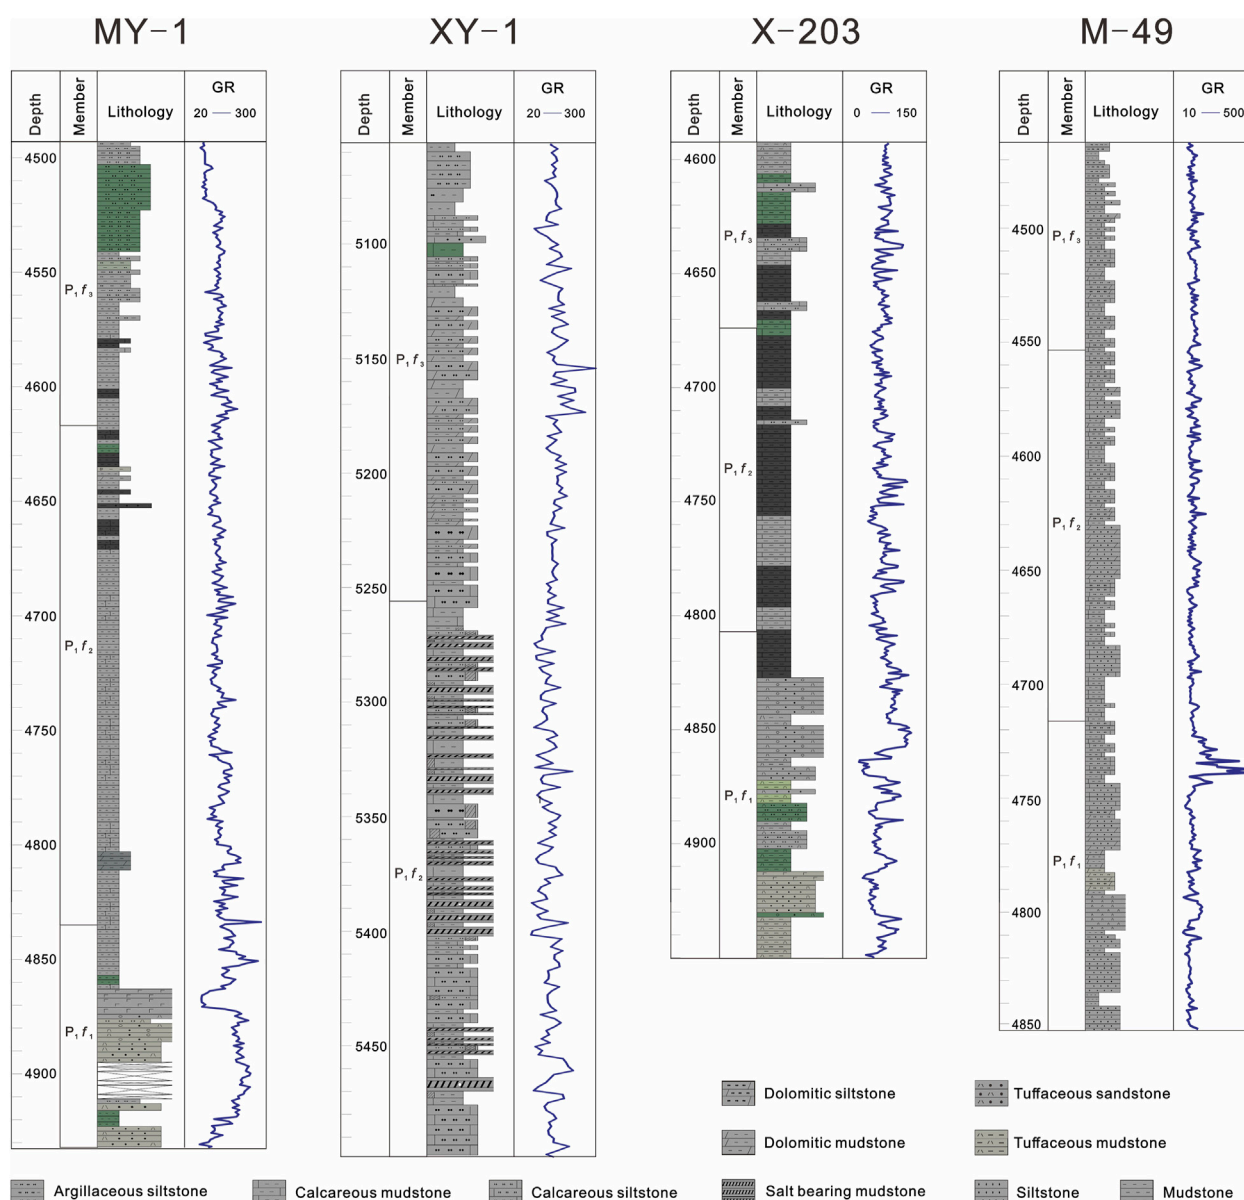 MY-1
XY-1
X-203
M-49
Depth
Member
Lithology
GR
20 300
Depth
Member
Lithology
GR
20 300
Depth
Member
Lithology
GR
0 150
Depth
Member
Lithology
GR
10 500
4500
4550
4600
4650
4700
4750
4800
4850
4900
P₁f₃
P₁f₂
P₁f₁
5100
5150
5200
5250
5300
5350
5400
5450
P₁f₃
P₁f₂
4600
4650
4700
4750
4800
4850
4900
P₁f₃
P₁f₂
P₁f₁
4500
4550
4600
4650
4700
4750
4800
4850
P₁f₃
P₁f₂
P₁f₁
Dolomitic siltstone
Tuffaceous sandstone
Dolomitic mudstone
Tuffaceous mudstone
Argillaceous siltstone
Calcareous mudstone
Calcareous siltstone
Salt bearing mudstone
Siltstone
Mudstone